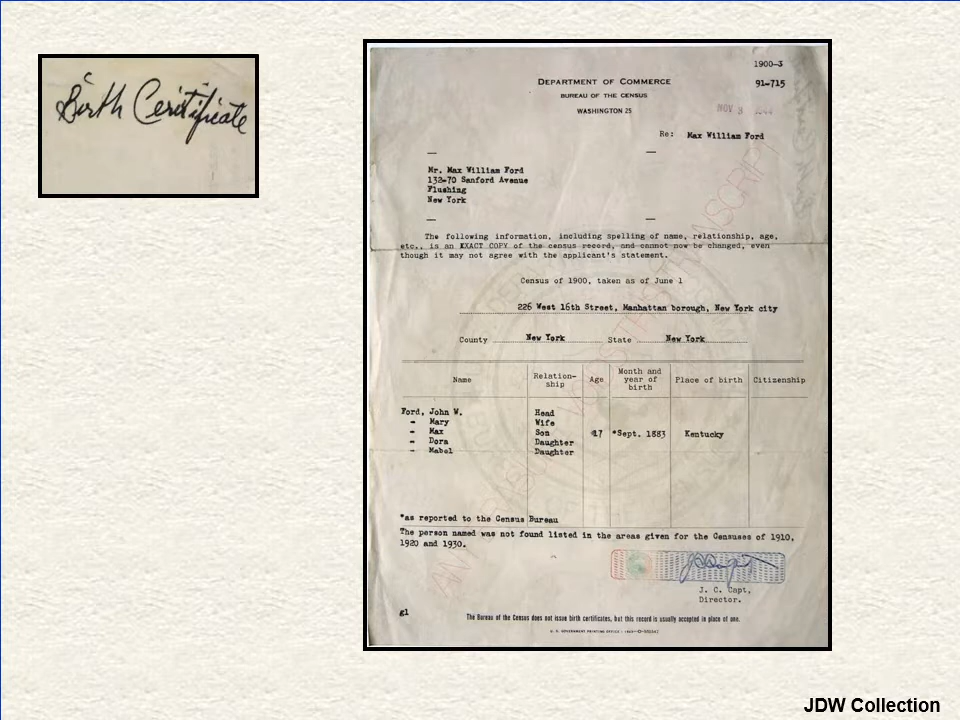 Birth Certificate
1900-3
DEPARTMENT OF COMMERCE
91-715
BUREAU OF THE CENSUS
WASHINGTON 25
NOV 3
Re: Max William Ford
Mr. Max William Ford
132-70 Sanford Avenue
Flushing
New York
The following information, including spelling of name, relationship, age,
etc., is an EXACT COPY of the census record, and cannot now be changed, even
though it may not agree with the applicant's statement.
Census of 1900, taken as of June 1
226 West 16th Street, Manhattan borough, New York city
County New York State New York
Name Relation-ship Age Month and year of birth Place of birth Citizenship
Ford, John W. Head
- Mary Wife
- Max Son *17 *Sept. 1883 Kentucky
- Dora Daughter
- Mabel Daughter
*as reported to the Census Bureau
The person named was not found listed in the areas given for the Censuses of 1910,
1920 and 1930.
J. C. Capt,
Director.
gl
The Bureau of the Census does not issue birth certificates, but this record is usually accepted in place of one.
U. S. GOVERNMENT PRINTING OFFICE
JDW Collection